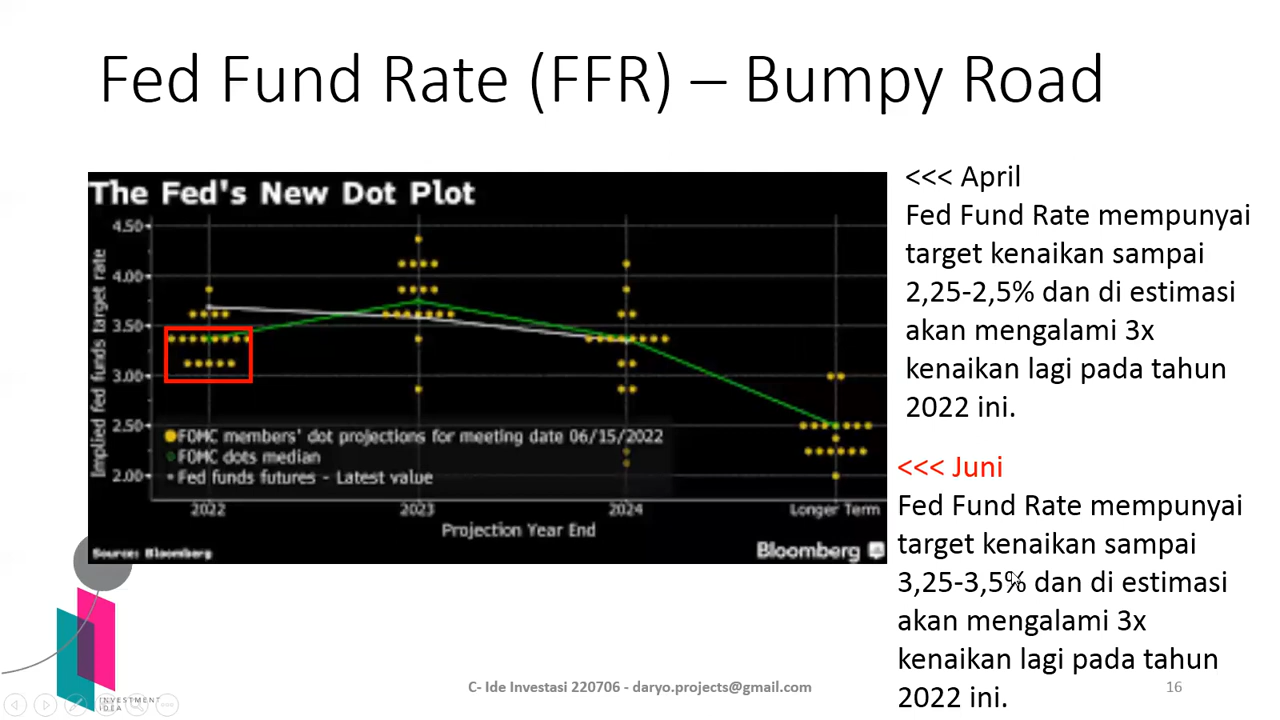 Fed Fund Rate (FFR) – Bumpy Road
The Fed's New Dot Plot
Implied fed funds target rate
4.50
4.00
3.50
3.00
2.50
2.00
FOMC members' dot projections for meeting date 06/15/2022
FOMC dots median
Fed funds futures - Latest value
2022
2023
2024
Longer Term
Projection Year End
Source: Bloomberg
Bloomberg
<<< April
Fed Fund Rate mempunyai
target kenaikan sampai
2,25-2,5% dan di estimasi
akan mengalami 3x
kenaikan lagi pada tahun
2022 ini.
<<< Juni
Fed Fund Rate mempunyai
target kenaikan sampai
3,25-3,5% dan di estimasi
akan mengalami 3x
kenaikan lagi pada tahun
2022 ini.
INVESTMENT
IDEA
C- Ide Investasi 220706 - daryo.projects@gmail.com
16